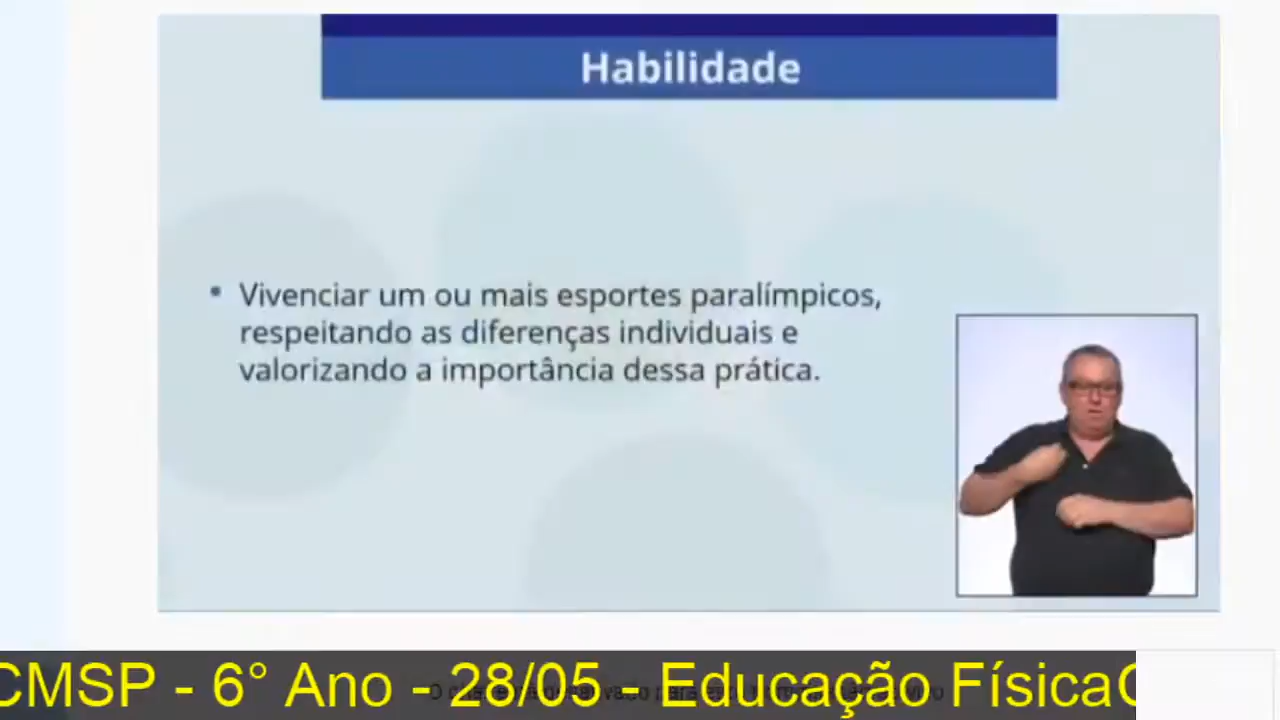 Habilidade
• Vivenciar um ou mais esportes paralímpicos,
respeitando as diferenças individuais e
valorizando a importância dessa prática.
CMSP - 6° Ano - 28/05 - Educação Física